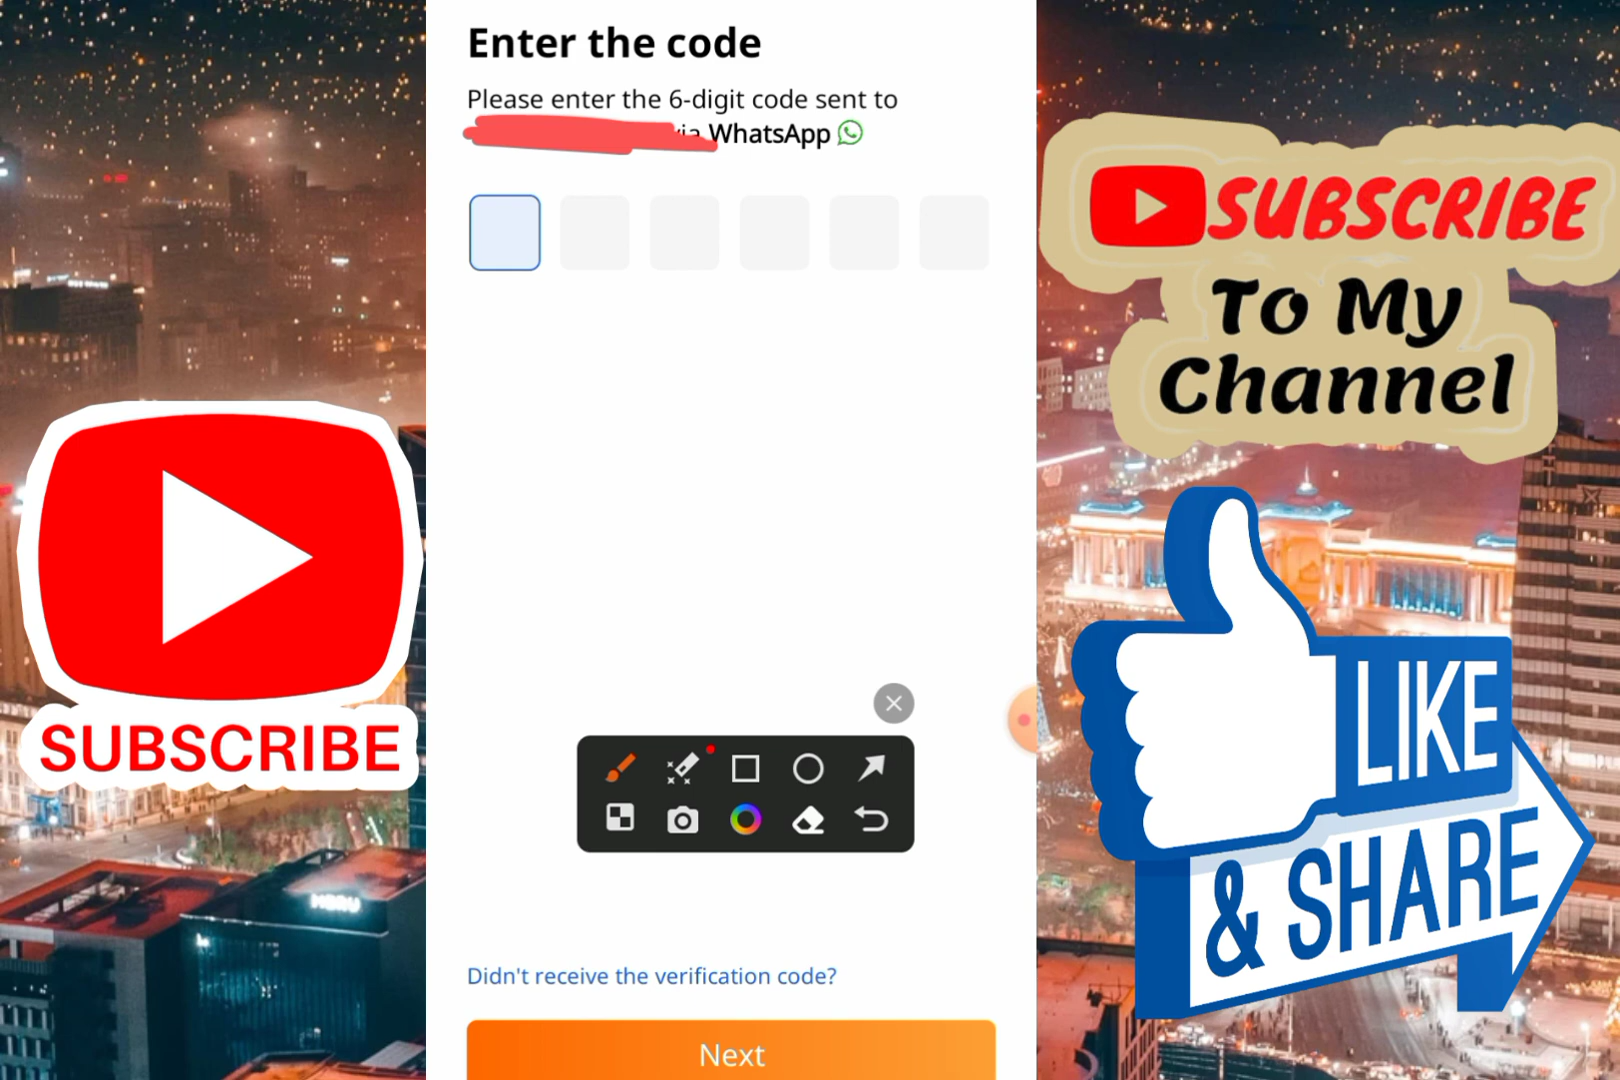 Enter the code
Please enter the 6-digit code sent to
via WhatsApp
Didn't receive the verification code?
Next
SUBSCRIBE
SUBSCRIBE
To My
Channel
LIKE
& SHARE